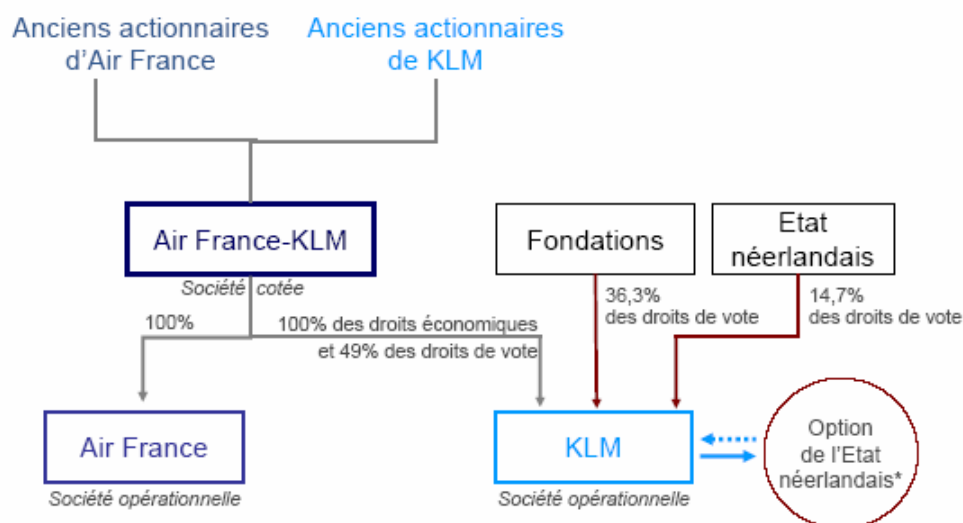 Anciens actionnaires
d'Air France
Anciens actionnaires
de KLM
Air France-KLM
Société cotée
Fondations
Etat
néerlandais
100%
100% des droits économiques
et 49% des droits de vote
36,3%
des droits de vote
14,7%
des droits de vote
Air France
Société opérationnelle
KLM
Société opérationnelle
Option
de l'Etat
néerlandais*